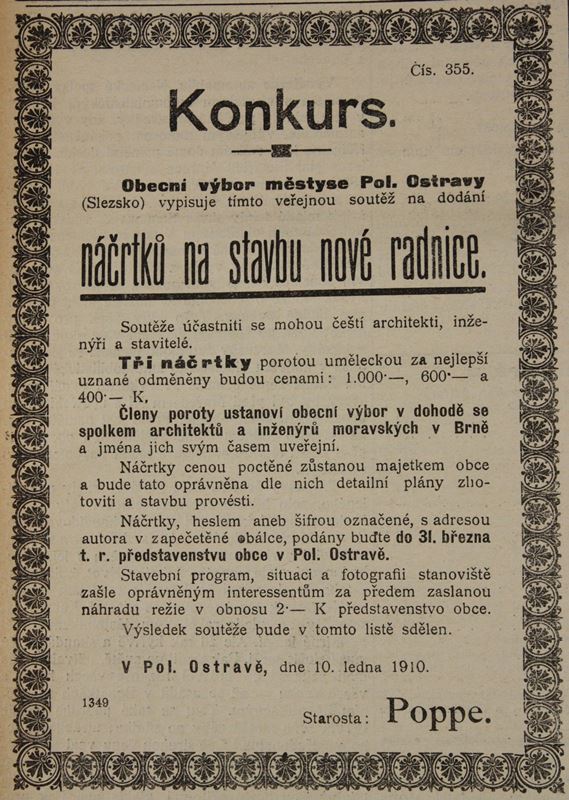 Čís. 355.
Konkurs.
Obecní výbor městyse Pol. Ostravy
(Slezsko) vypisuje tímto veřejnou soutěž na dodání
náčrtků na stavbu nové radnice.
Soutěže účastniti se mohou čeští architekti, inže-
nýři a stavitelé.
Tři náčrtky porotou uměleckou za nejlepší
uznané odměněny budou cenami: 1.000·—, 600·— a
400·— K.
Členy poroty ustanoví obecní výbor v dohodě se
spolkem architektů a inženýrů moravských v Brně
a jména jich svým časem uveřejní.
Náčrtky cenou poctěné zůstanou majetkem obce
a bude tato oprávněna dle nich detailní plány zho-
toviti a stavbu provésti.
Náčrtky, heslem aneb šifrou označené, s adresou
autora v zapečetěné obálce, podány buďte do 31. března
t. r. představenstvu obce v Pol. Ostravě.
Stavební program, situaci a fotografii stanoviště
zašle oprávněným interessentům za předem zaslanou
náhradu režie v obnosu 2·— K představenstvo obce.
Výsledek soutěže bude v tomto listě sdělen.
V Pol. Ostravě, dne 10. ledna 1910.
1349
Starosta: Poppe.